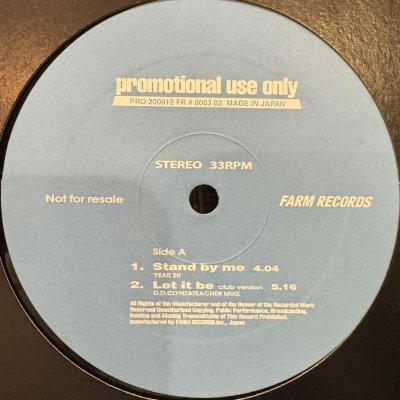 promotional use only
PRO 200012 FR # 0003 02 MADE IN JAPAN
STEREO 33RPM
Not for resale
FARM RECORDS
Side A
1. Stand by me 4.04
YEAR 2K
2. Let it be club version 5.16
D.D.CLYNE&TEACHER MIKE
All Rights of the Manufacturer and of the Owner of the Recorded Work
Reserved Unauthorized Copying, Public Performance, Broadcasting,
Renting and Making Transmittable of This Record Prohibited.
manufactured by FARM RECORDS.Inc., Japan